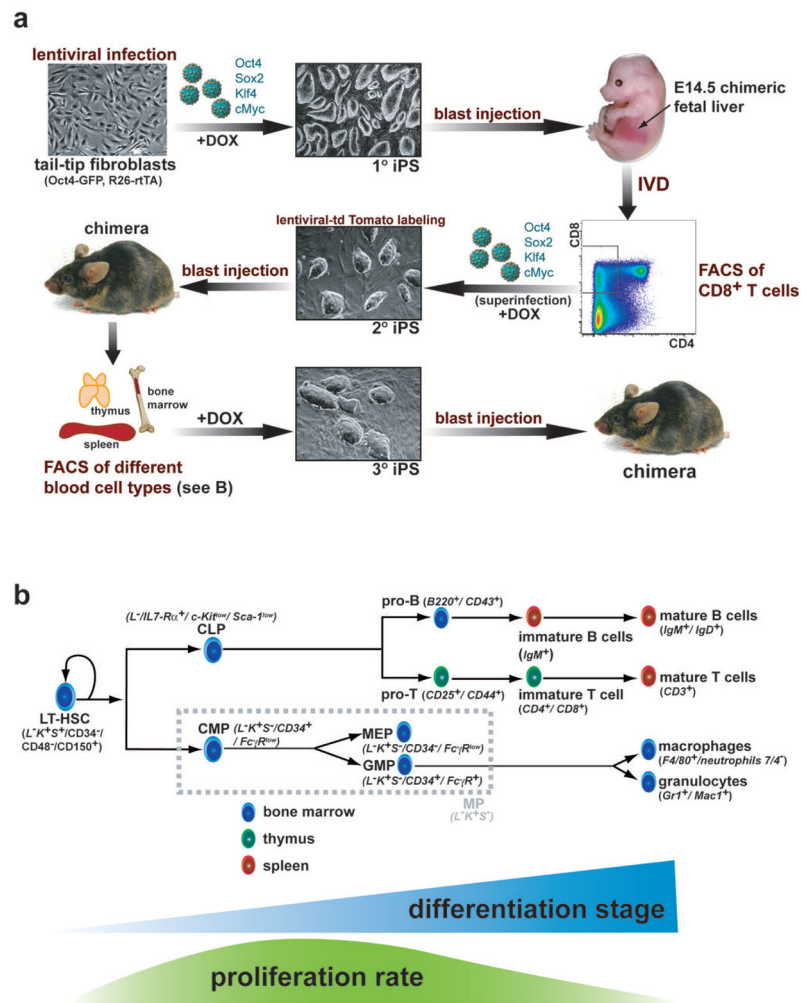 a
lentiviral infection
Oct4
Sox2
Klf4
cMyc
+DOX
tail-tip fibroblasts
(Oct4-GFP, R26-rtTA)
1° iPS
blast injection
E14.5 chimeric
fetal liver
IVD
chimera
blast injection
lentiviral-td Tomato labeling
2° iPS
Oct4
Sox2
Klf4
cMyc
(superinfection)
+DOX
CD8
CD4
FACS of
CD8⁺ T cells
thymus
bone
marrow
spleen
FACS of different
blood cell types (see B)
+DOX
3° iPS
blast injection
chimera
b
LT-HSC
(L⁻K⁺S⁺/CD34⁻/
CD48⁻/CD150⁺)
(L⁻/IL7-Rα⁺/ c-Kitˡᵒʷ/ Sca-1ˡᵒʷ)
CLP
pro-B (B220⁺/ CD43⁺)
immature B cells
(IgM⁺)
mature B cells
(IgM⁺/ IgD⁺)
pro-T (CD25⁺/ CD44⁺)
immature T cell
(CD4⁺/ CD8⁺)
mature T cells
(CD3⁺)
CMP (L⁻K⁺S⁻/CD34⁺
/ FcγRˡᵒʷ)
MEP
(L⁻K⁺S⁻/CD34⁻/ FcγRˡᵒʷ)
GMP
(L⁻K⁺S⁻/CD34⁺/ FcγR⁺)
MP
(L⁻K⁺S⁻)
macrophages
(F4/80⁺/neutrophils 7/4⁻)
granulocytes
(Gr1⁺/ Mac1⁺)
bone marrow
thymus
spleen
differentiation stage
proliferation rate